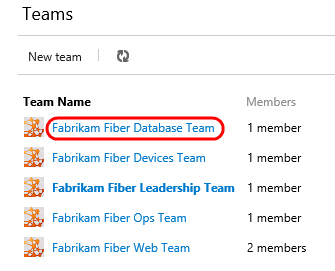 Teams
New team
Team Name Members
Fabrikam Fiber Database Team 1 member
Fabrikam Fiber Devices Team 1 member
Fabrikam Fiber Leadership Team 1 member
Fabrikam Fiber Ops Team 1 member
Fabrikam Fiber Web Team 2 members